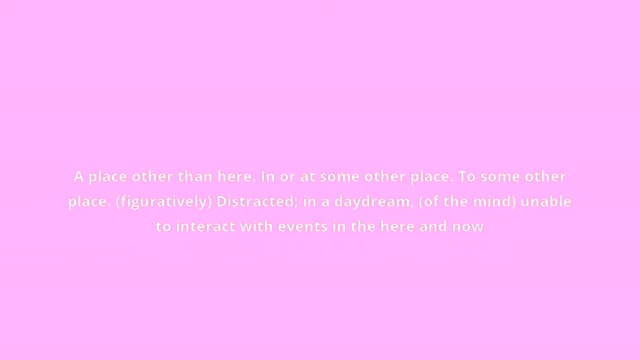 A place other than here. In or at some other place. To some other
place. (figuratively) Distracted; in a daydream, (of the mind) unable
to interact with events in the here and now